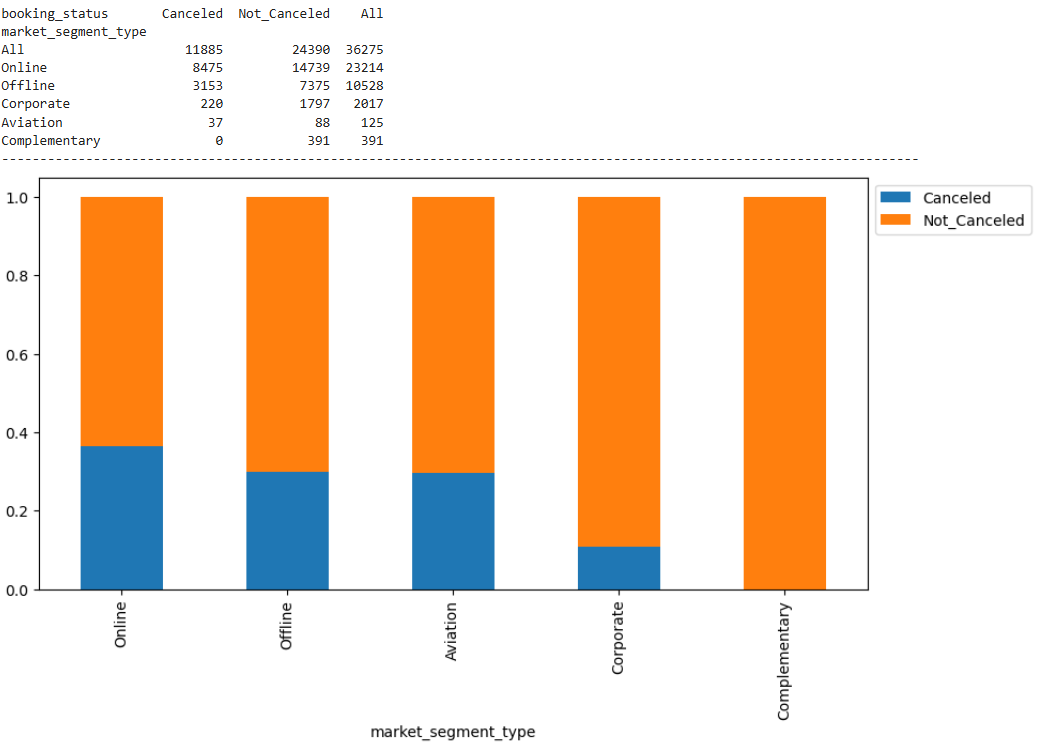 booking_status Canceled Not_Canceled All
market_segment_type
All 11885 24390 36275
Online 8475 14739 23214
Offline 3153 7375 10528
Corporate 220 1797 2017
Aviation 37 88 125
Complementary 0 391 391
------------------------------------------------------------------------------------------------------------------------
Canceled
Not_Canceled
1.0
0.8
0.6
0.4
0.2
0.0
Online
Offline
Aviation
Corporate
Complementary
market_segment_type